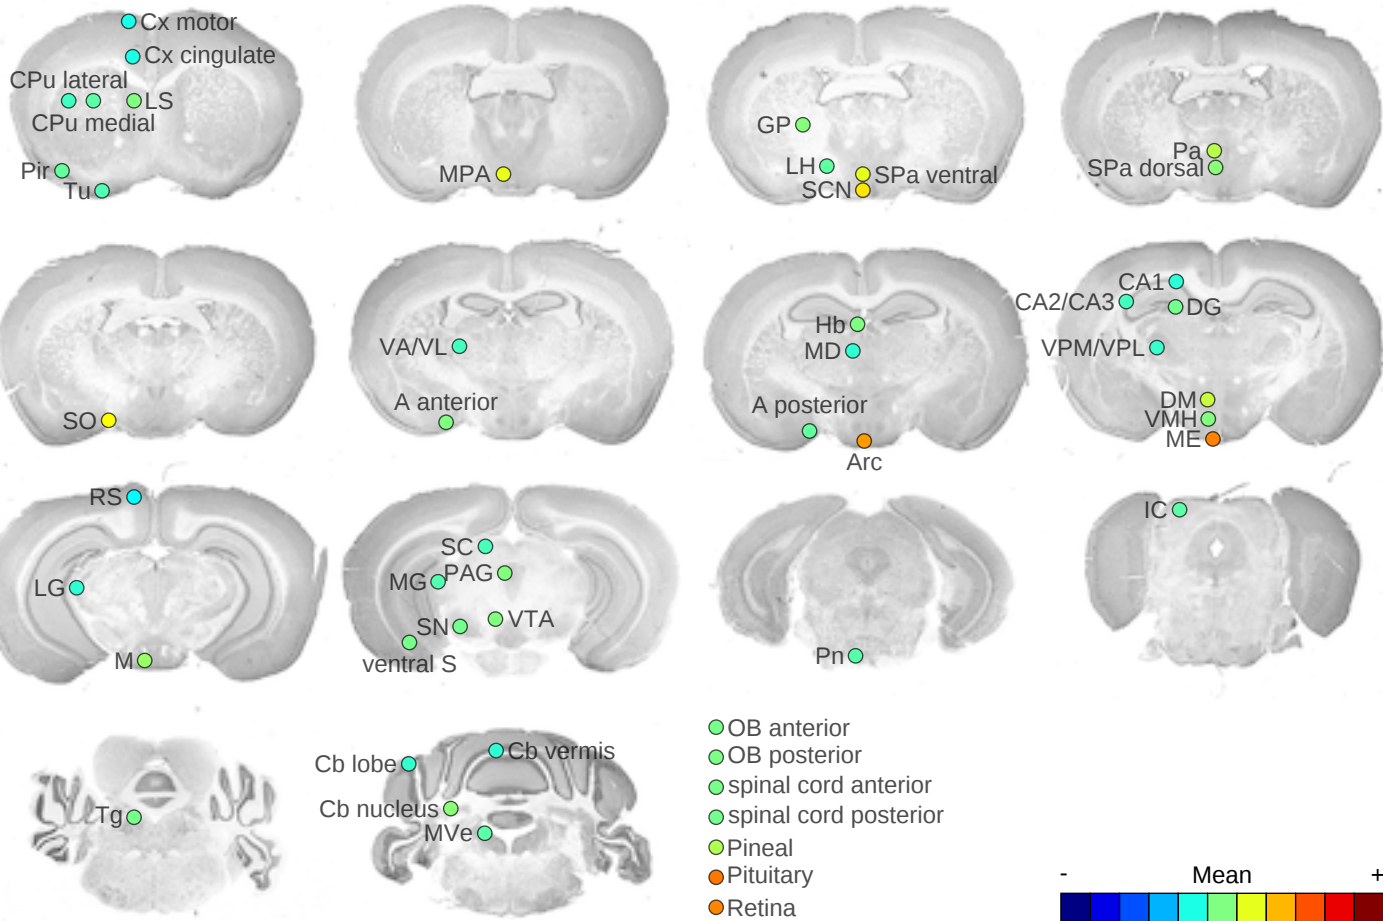 Cx motor
Cx cingulate
CPu lateral
LS
CPu medial
Pir
Tu
MPA
GP
LH
SPa ventral
SCN
Pa
SPa dorsal
SO
VA/VL
A anterior
Hb
MD
A posterior
Arc
CA1
CA2/CA3
DG
VPM/VPL
DM
VMH
ME
RS
LG
M
SC
MG
PAG
SN
VTA
ventral S
Pn
IC
Tg
Cb lobe
Cb vermis
Cb nucleus
MVe
OB anterior
OB posterior
spinal cord anterior
spinal cord posterior
Pineal
Pituitary
Retina
- Mean +